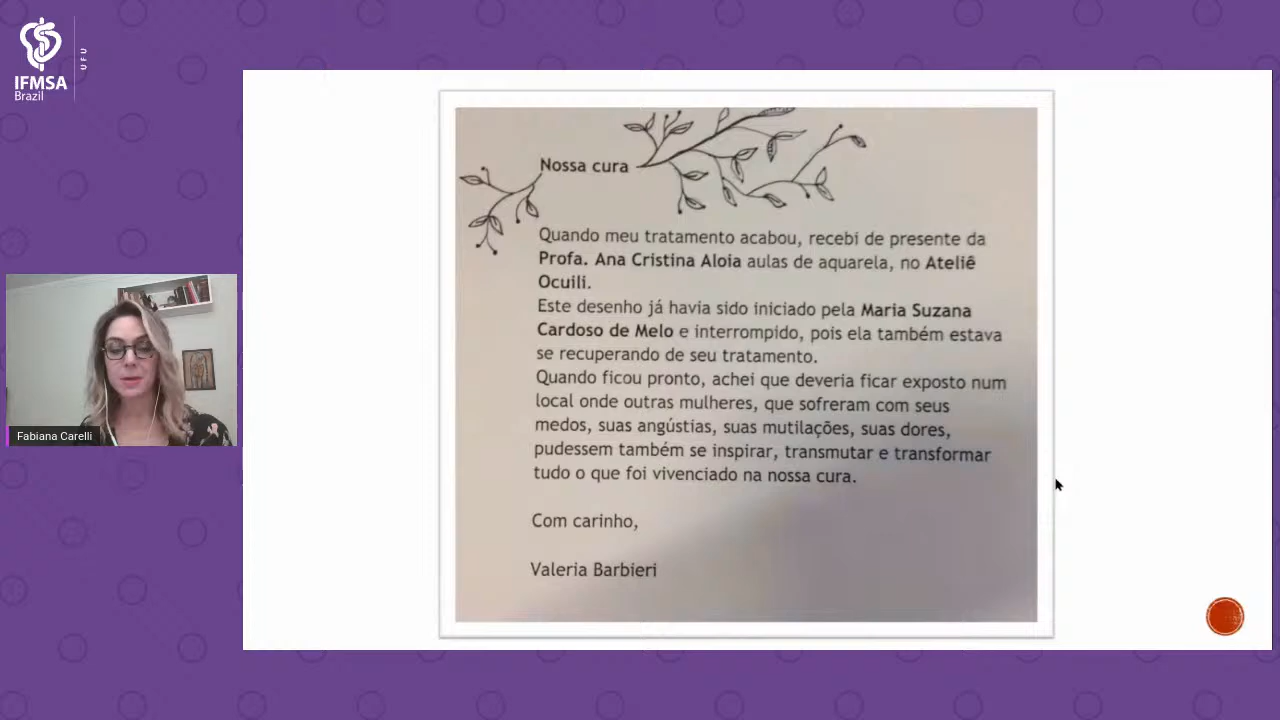 IFMSA
Brazil
UFU
Nossa cura
Quando meu tratamento acabou, recebi de presente da
Profa. Ana Cristina Aloia aulas de aquarela, no Ateliê
Ocuili.
Este desenho já havia sido iniciado pela Maria Suzana
Cardoso de Melo e interrompido, pois ela também estava
se recuperando de seu tratamento.
Quando ficou pronto, achei que deveria ficar exposto num
local onde outras mulheres, que sofreram com seus
medos, suas angústias, suas mutilações, suas dores,
pudessem também se inspirar, transmutar e transformar
tudo o que foi vivenciado na nossa cura.
Com carinho,
Valeria Barbieri
Fabiana Carelli